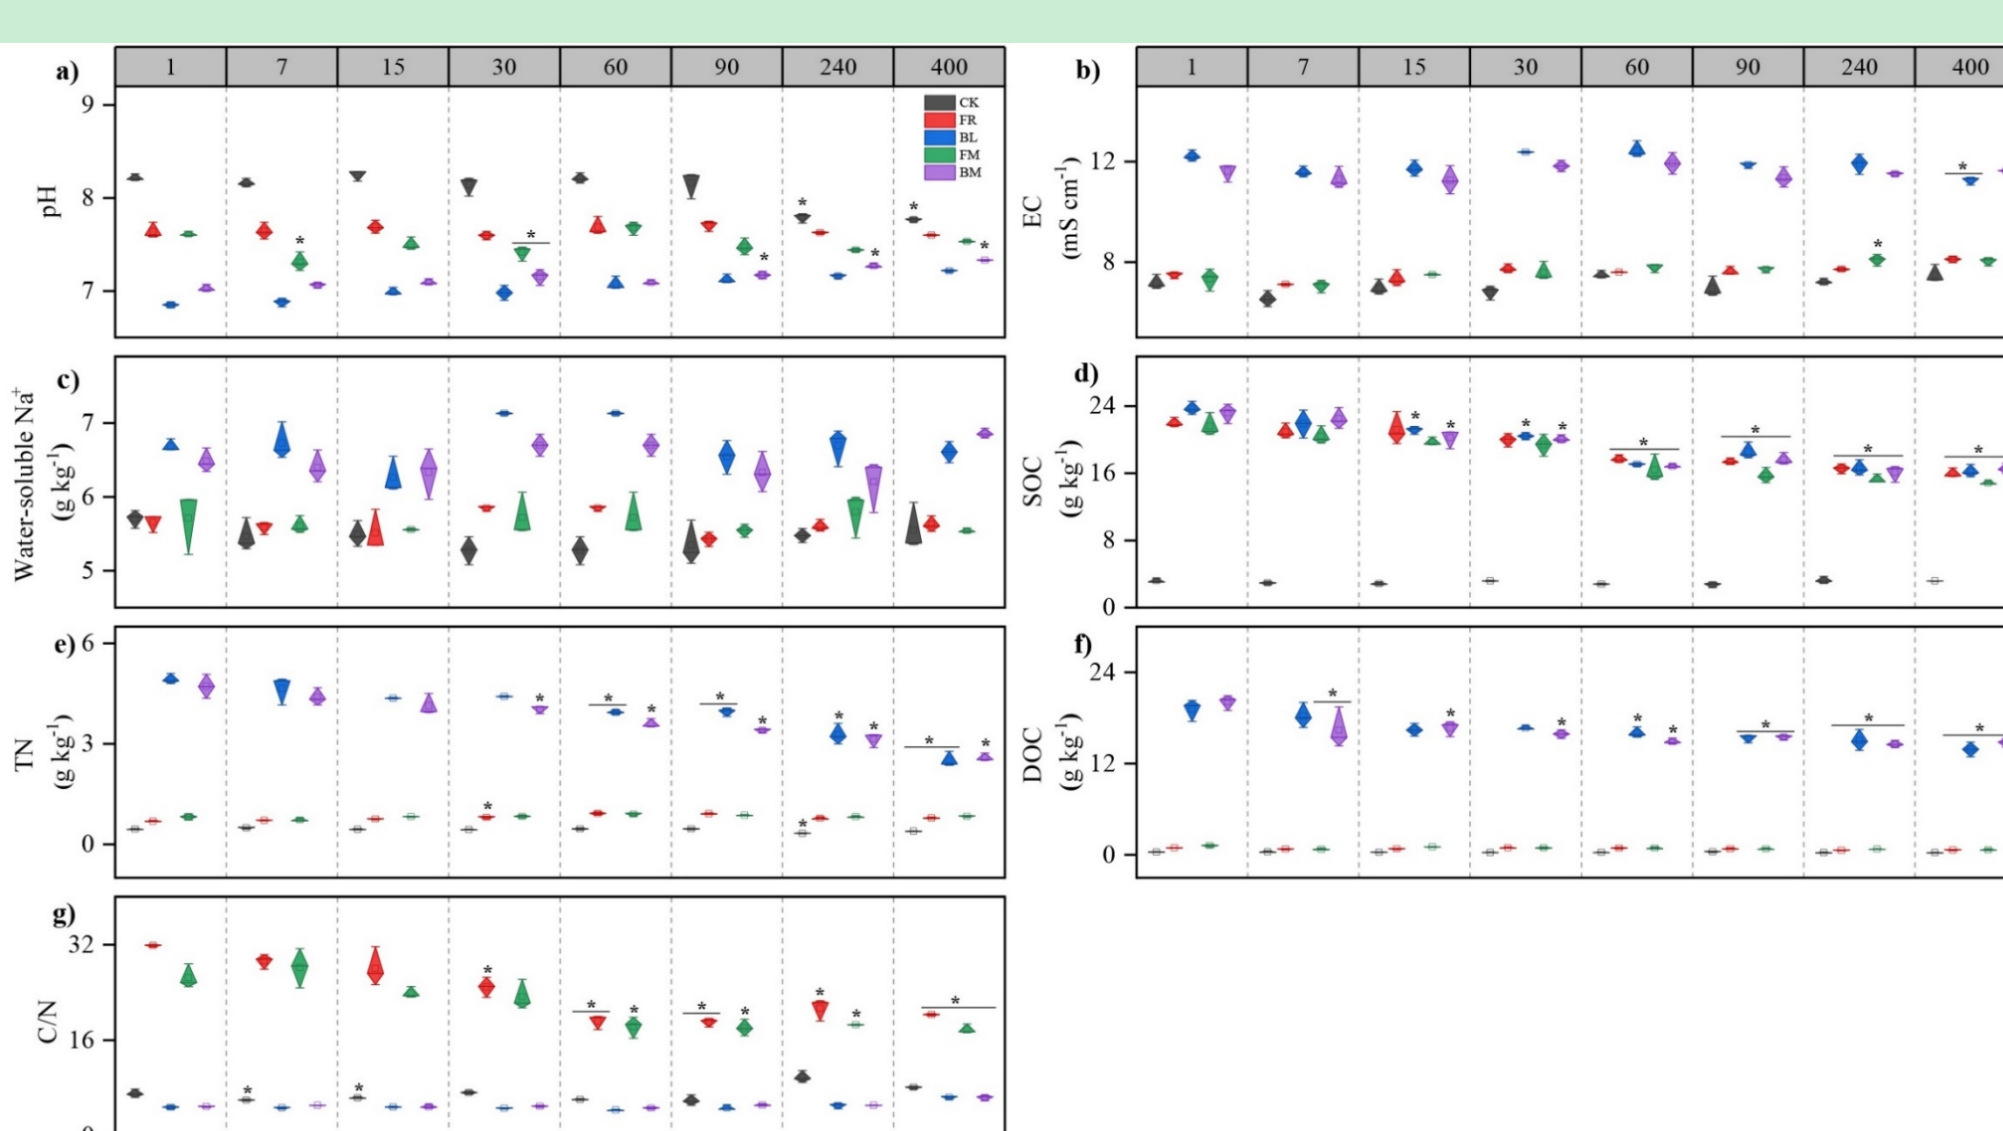 a) 1 7 15 30 60 90 240 400
9
8
7
pH
CK
FR
BL
FM
BM
* * * * * * *
b) 1 7 15 30 60 90 240 400
12
8
EC
(mS cm⁻¹)
* *
c)
7
6
5
Water-soluble Na⁺
(g kg⁻¹)
d)
24
16
8
0
SOC
(g kg⁻¹)
* * * * * * * *
e)
6
3
0
TN
(g kg⁻¹)
* * * * * * * * * * *
f)
24
12
0
DOC
(g kg⁻¹)
* * * * * * * *
g)
32
16
C/N
* * * * * * * * * *